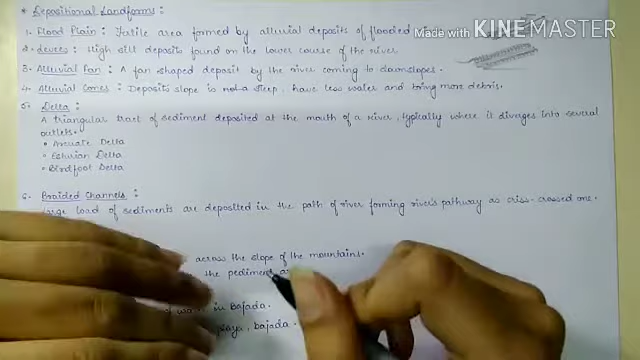 * Depositional Landforms :
1. Flood Plain : Fartile area formed by alluvial deposits of flooded
2. Levees : High silt deposits found on the lower course of the river.
3. Alluvial Fan : A fan shaped deposit by the river coming to downslopes.
4. Alluvial Cones : Deposits slope is not a steep, have less water and bring more debris.
5. Delta :
A triangular tract of sediment deposited at the mouth of a river, typically where it diverges into several
outlets.
• Arcuate Delta
• Esturian Delta
• Birdfoot Delta
6. Braided Channels :
large load of sediments are deposited in the path of river forming river's pathway as criss-crossed one.
across the slope of the mountains.
the pediment
in Bajada.
playa, bajada.
Made with KINEMASTER